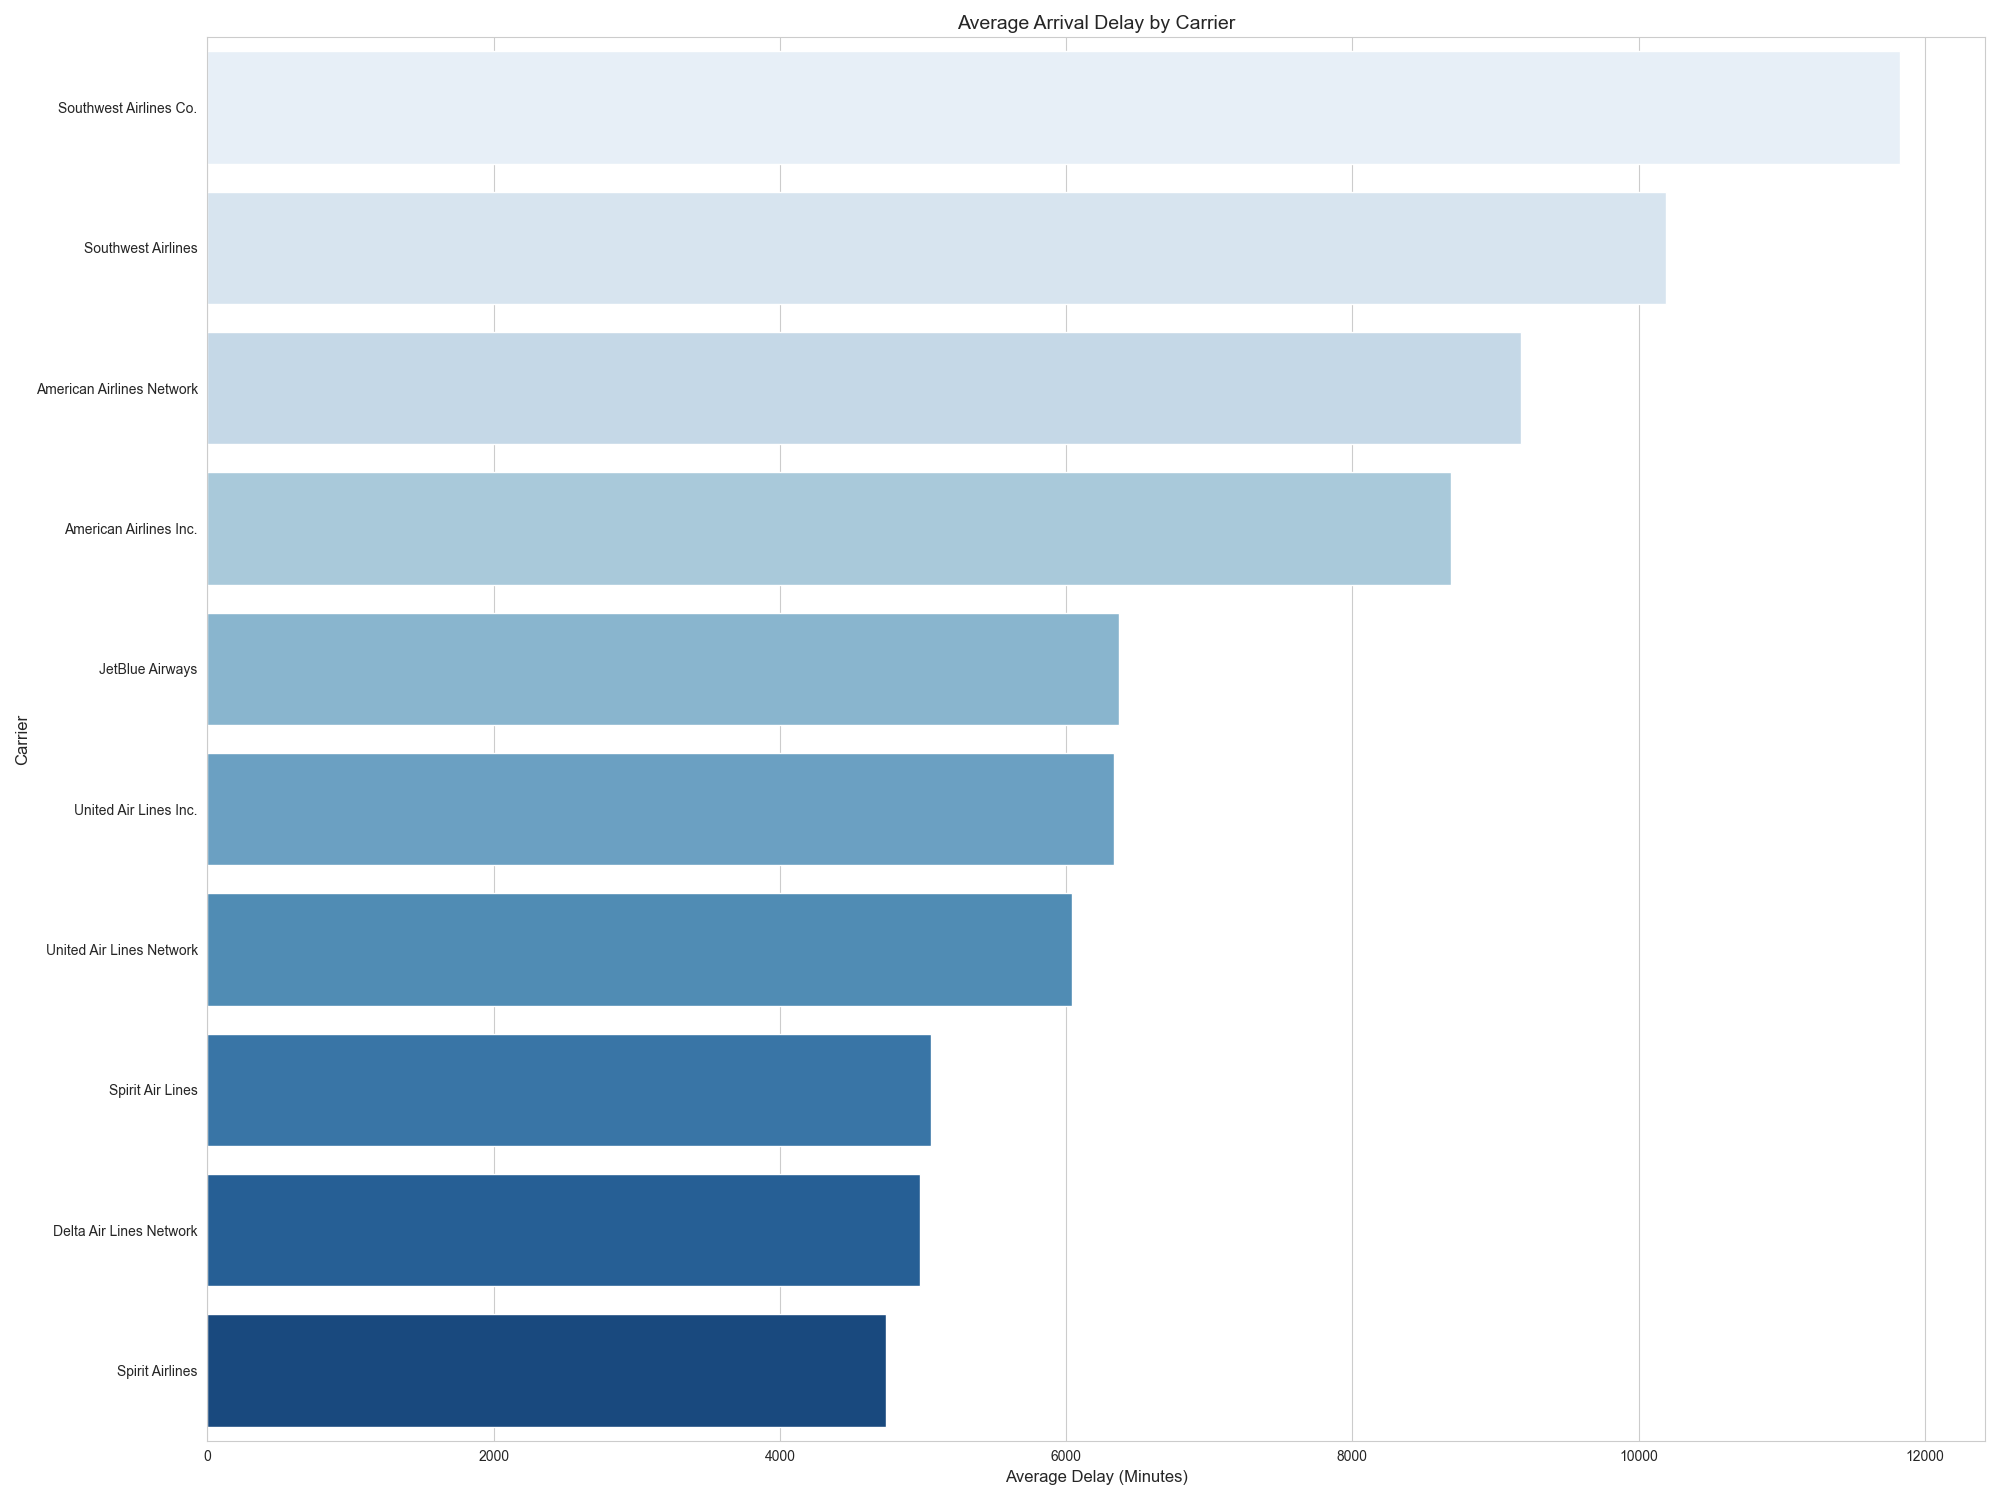 Average Arrival Delay by Carrier
Southwest Airlines Co.
Southwest Airlines
American Airlines Network
American Airlines Inc.
JetBlue Airways
Carrier
United Air Lines Inc.
United Air Lines Network
Spirit Air Lines
Delta Air Lines Network
Spirit Airlines
0 2000 4000 6000 8000 10000 12000
Average Delay (Minutes)